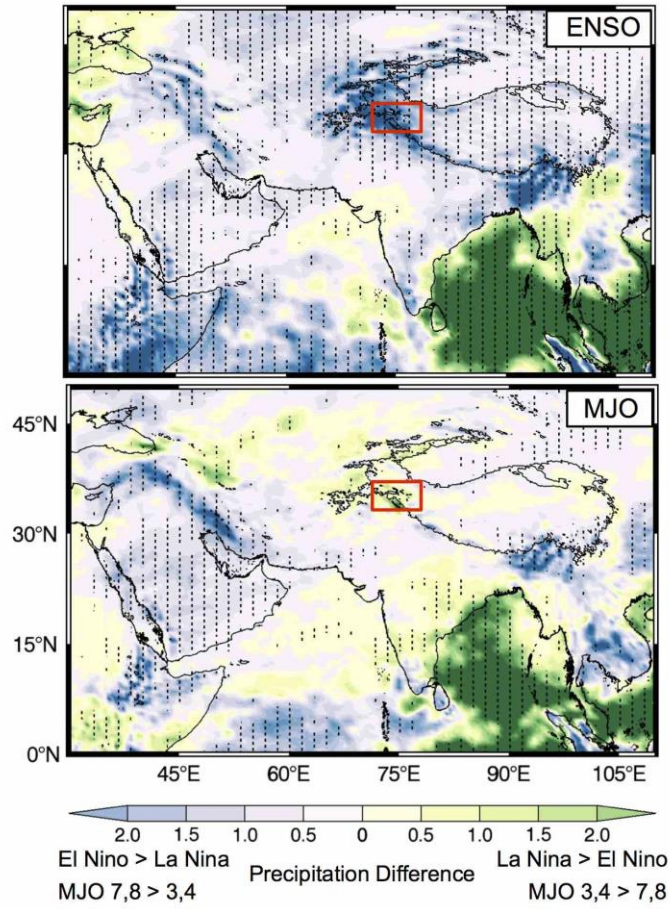 ENSO
MJO
45°N
30°N
15°N
0°N
45°E 60°E 75°E 90°E 105°E
2.0 1.5 1.0 0.5 0 0.5 1.0 1.5 2.0
El Nino > La Nina Precipitation Difference La Nina > El Nino
MJO 7,8 > 3,4 MJO 3,4 > 7,8